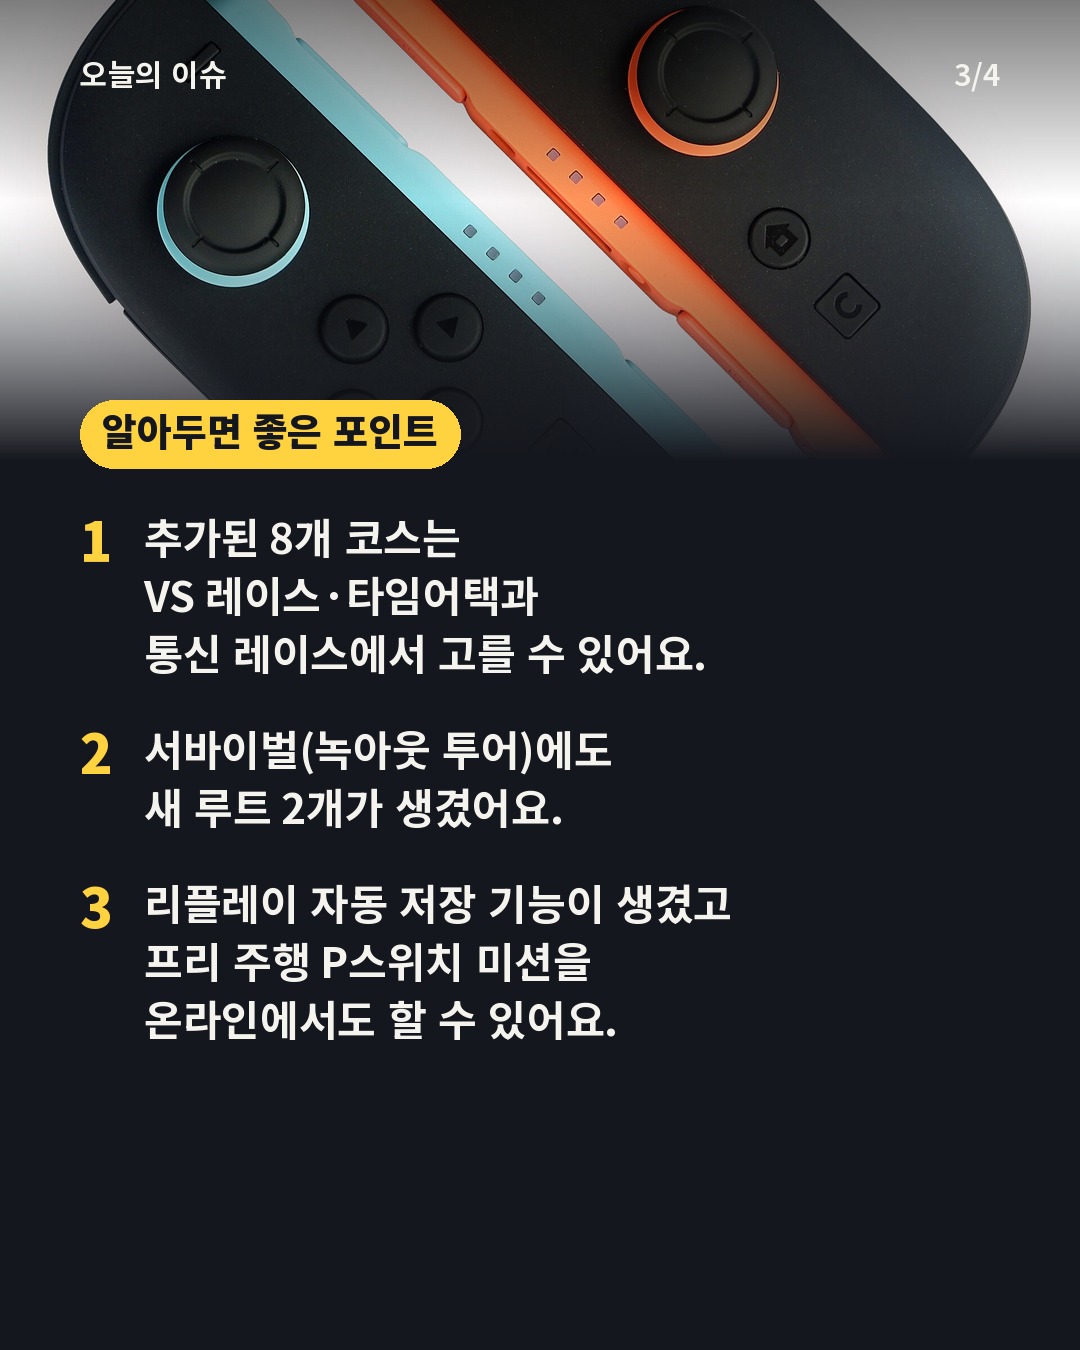 오늘의 이슈
3/4
알아두면 좋은 포인트
1 추가된 8개 코스는
VS 레이스·타임어택과
통신 레이스에서 고를 수 있어요.
2 서바이벌(녹아웃 투어)에도
새 루트 2개가 생겼어요.
3 리플레이 자동 저장 기능이 생겼고
프리 주행 P스위치 미션을
온라인에서도 할 수 있어요.